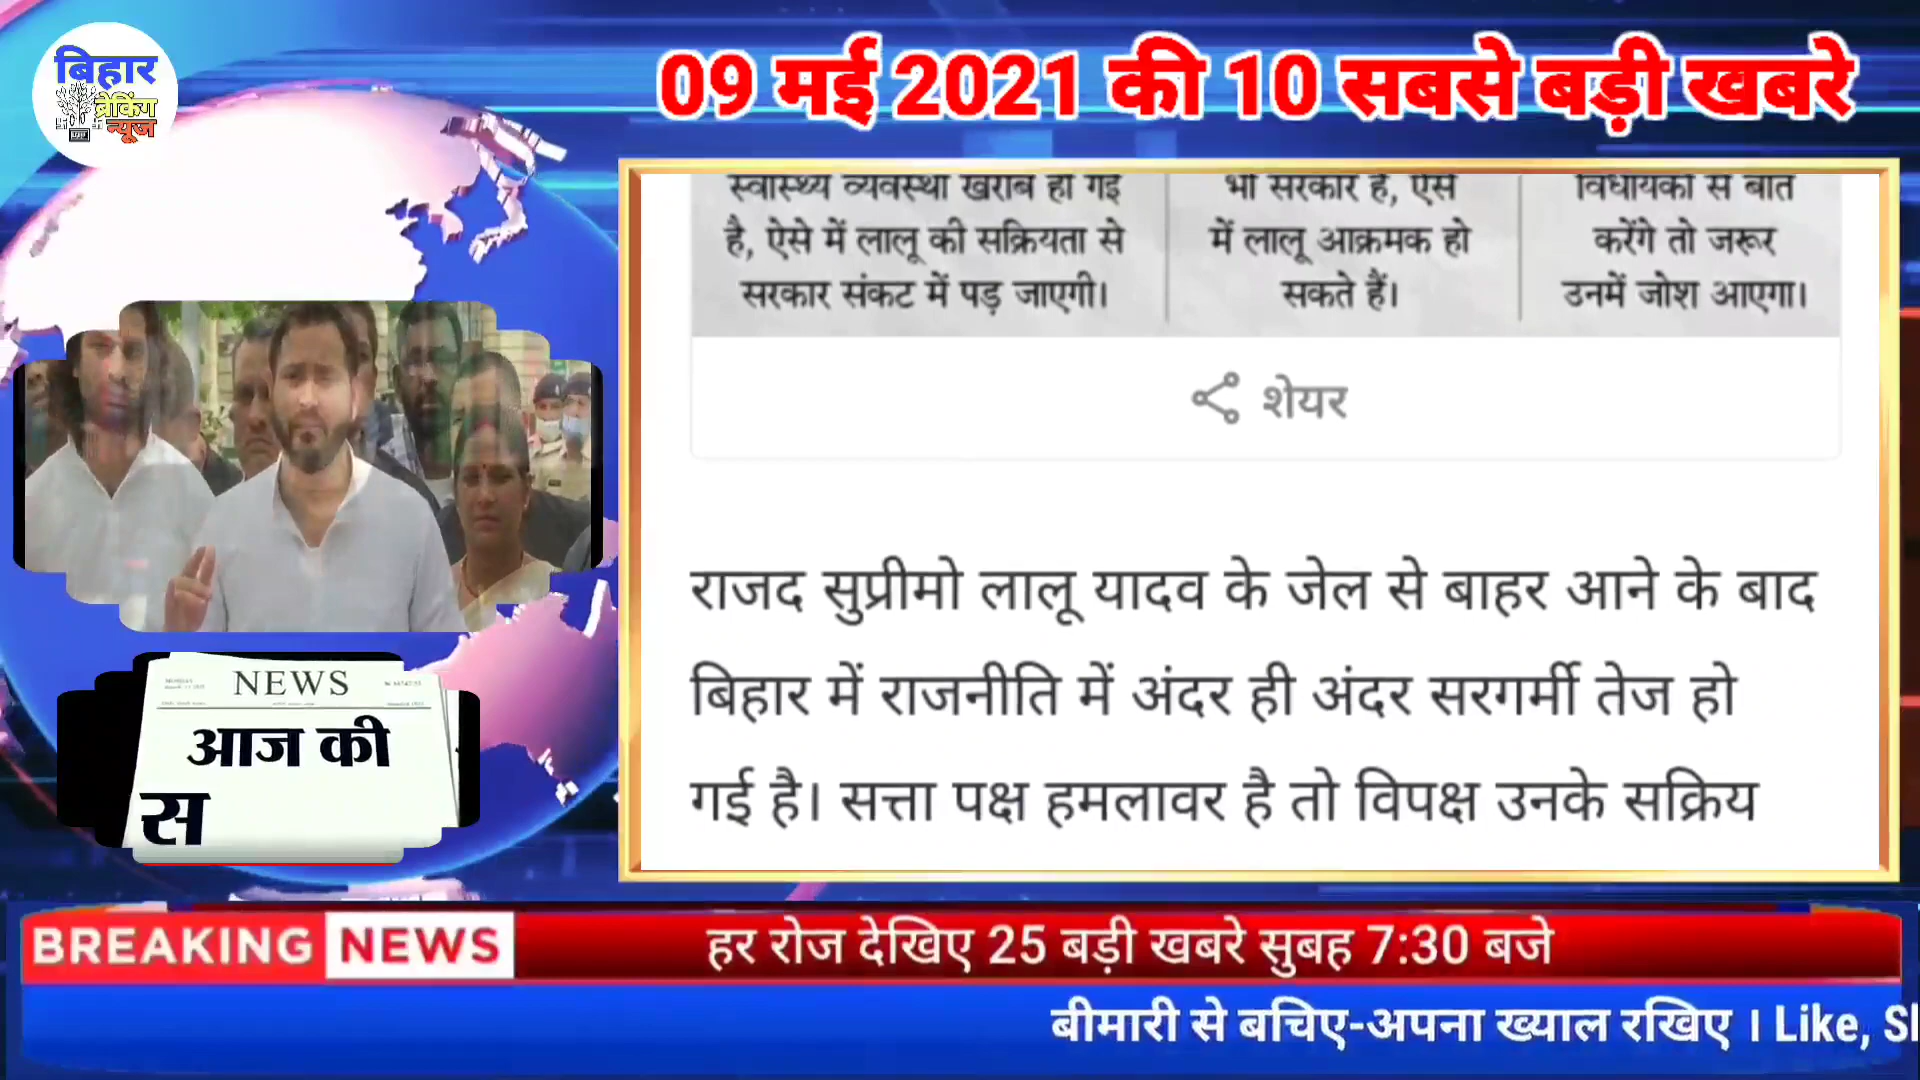 बिहार
ब्रेकिंग
न्यूज
09 मई 2021 की 10 सबसे बड़ी खबरे
स्वास्थ्य व्यवस्था खराब हो गई
है, ऐसे में लालू की सक्रियता से
सरकार संकट में पड़ जाएगी।
भी सरकार है, ऐसे
में लालू आक्रमक हो
सकते हैं।
विधायकों से बात
करेंगे तो जरूर
उनमें जोश आएगा।
शेयर
राजद सुप्रीमो लालू यादव के जेल से बाहर आने के बाद
बिहार में राजनीति में अंदर ही अंदर सरगर्मी तेज हो
गई है। सत्ता पक्ष हमलावर है तो विपक्ष उनके सक्रिय
NEWS
आज की
स
BREAKING NEWS
हर रोज देखिए 25 बड़ी खबरे सुबह 7:30 बजे
बीमारी से बचिए-अपना ख्याल रखिए । Like,